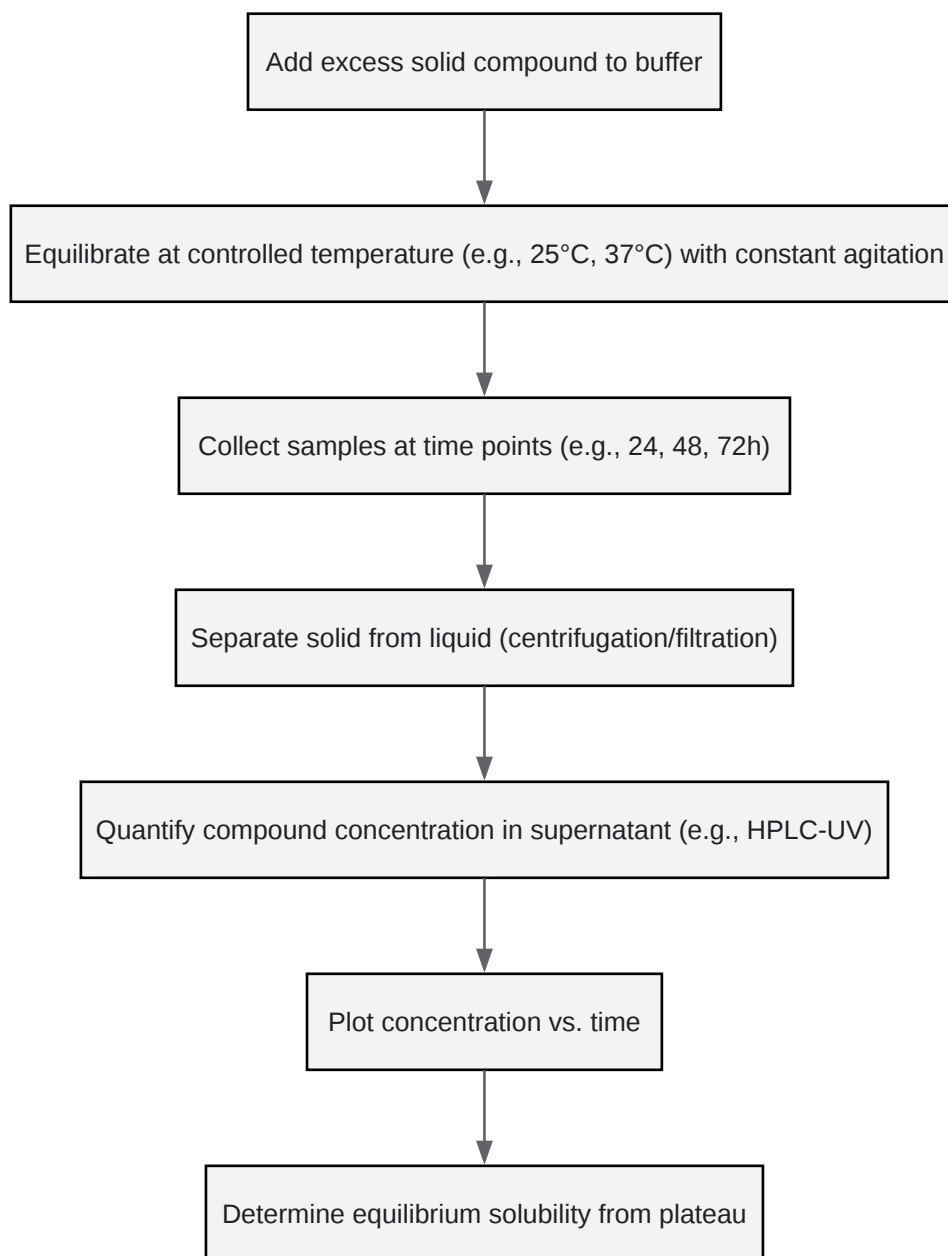 Add excess solid compound to buffer
Equilibrate at controlled temperature (e.g., 25°C, 37°C) with constant agitation
Collect samples at time points (e.g., 24, 48, 72h)
Separate solid from liquid (centrifugation/filtration)
Quantify compound concentration in supernatant (e.g., HPLC-UV)
Plot concentration vs. time
Determine equilibrium solubility from plateau